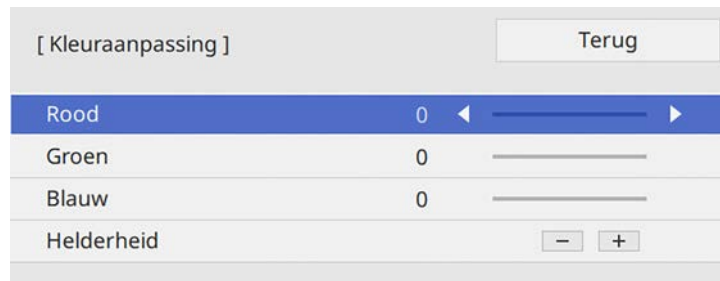 [ Kleuraanpassing ] Terug
Rood 0
Groen 0
Blauw 0
Helderheid − +